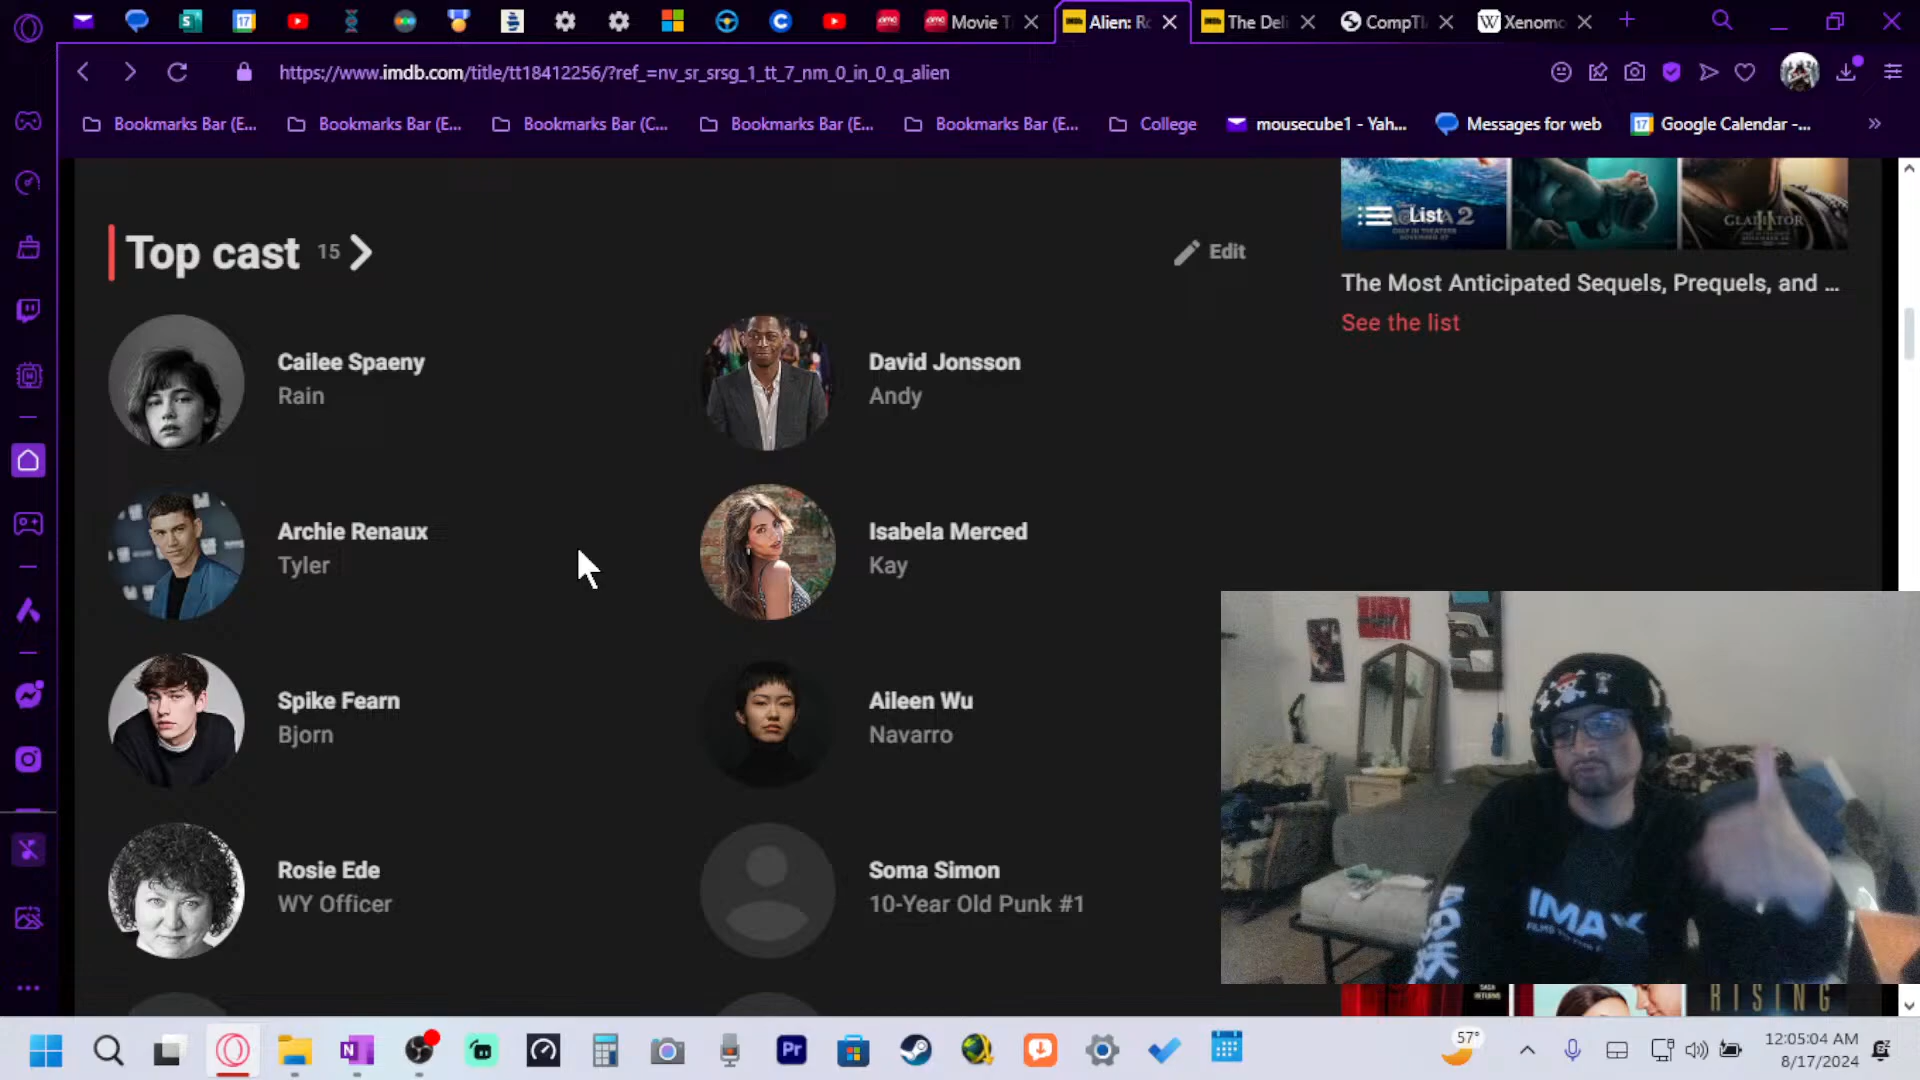 Movie T
Alien: Ro
The Deli
CompTI
Xenomo
https://www.imdb.com/title/tt18412256/?ref_=nv_sr_srsg_1_tt_7_nm_0_in_0_q_alien
Bookmarks Bar (E...
Bookmarks Bar (E...
Bookmarks Bar (C...
Bookmarks Bar (E...
Bookmarks Bar (E...
College
mousecube1 - Yah...
Messages for web
Google Calendar -...
Top cast 15
Edit
List
GLADIATOR
The Most Anticipated Sequels, Prequels, and ...
See the list
Cailee Spaeny
Rain
David Jonsson
Andy
Archie Renaux
Tyler
Isabela Merced
Kay
Spike Fearn
Bjorn
Aileen Wu
Navarro
Rosie Ede
WY Officer
Soma Simon
10-Year Old Punk #1
IMAX
RISING
57°
12:05:04 AM
8/17/2024